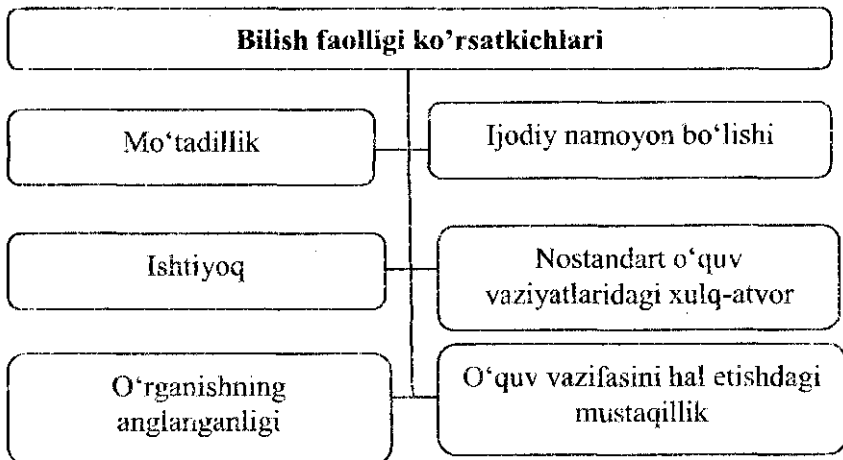 Bilish faolligi ko’rsatkichlari
Mo‘tadillik
Ijodiy namoyon bo‘lishi
Ishtiyoq
Nostandart o‘quv
vaziyatlaridagi xulq-atvor
O‘rganishning
anglanganligi
O‘quv vazifasini hal etishdagi
mustaqillik